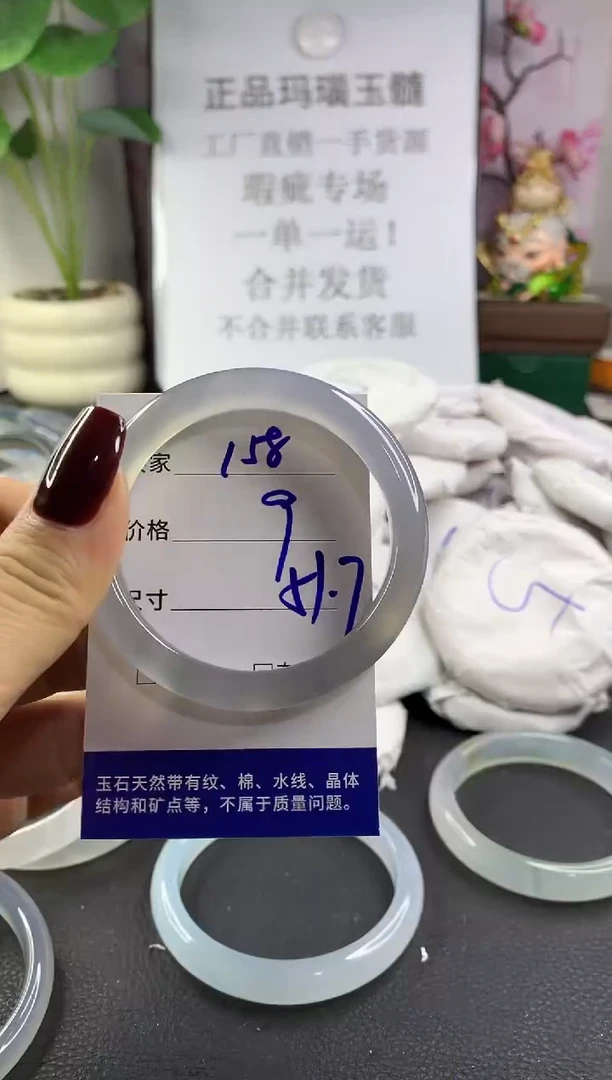 正品玛瑙玉髓
工厂直销一手货源
瑕疵专场
一单一运!
合并发货
不合并联系客服
家 158
价格 9
尺寸 51.7
玉石天然带有纹、棉、水线、晶体
结构和矿点等，不属于质量问题。